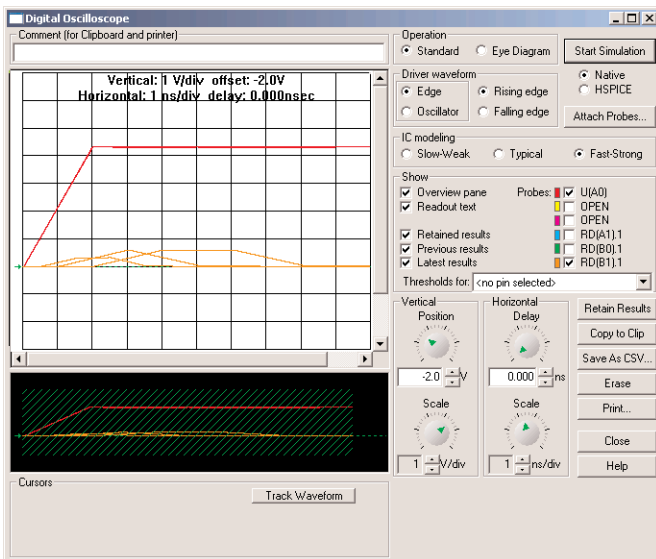 Digital Oscilloscope
Comment (for Clipboard and printer)
Vertical: 1 V/div offset: -2.0V
Horizontal: 1 ns/div delay: 0.000nsec
Cursors
Track Waveform
Operation
Standard Eye Diagram
Start Simulation
Driver waveform
Edge Rising edge
Oscillator Falling edge
Native
HSPICE
Attach Probes...
IC modeling
Slow-Weak Typical Fast-Strong
Show
Overview pane Probes: U(A0)
Readout text OPEN
OPEN
Retained results RD(A1).1
Previous results RD(B0).1
Latest results RD(B1).1
Thresholds for: <no pin selected>
Vertical
Position
-2.0 V
Scale
1 V/div
Horizontal
Delay
0.000 ns
Scale
1 ns/div
Retain Results
Copy to Clip
Save As CSV...
Erase
Print...
Close
Help